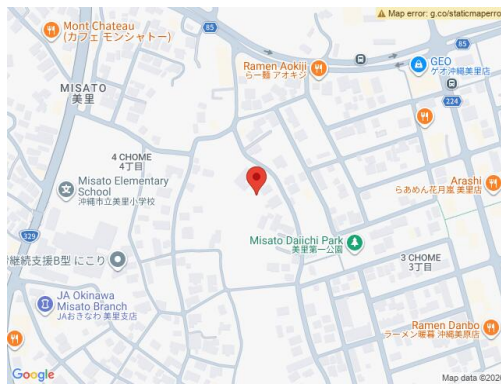 Map error: g.co/staticmaperro
Mont Chateau
(カフェ モンシャトー)
85
85
Ramen Aokiji
らー麺 アオキジ
GEO
ゲオ沖縄美里店
MISATO
美里
224
4 CHOME
4丁目
Arashi
らあめん花月嵐 美里店
Misato Elementary
School
沖縄市立美里小学校
329
Misato Daiichi Park
美里第一公園
3 CHOME
3丁目
継続支援B型 にこり
JA Okinawa
Misato Branch
JAおきなわ 美里支店
Ramen Danbo
ラーメン暖暮 沖縄美原店
Google
Map data ©202